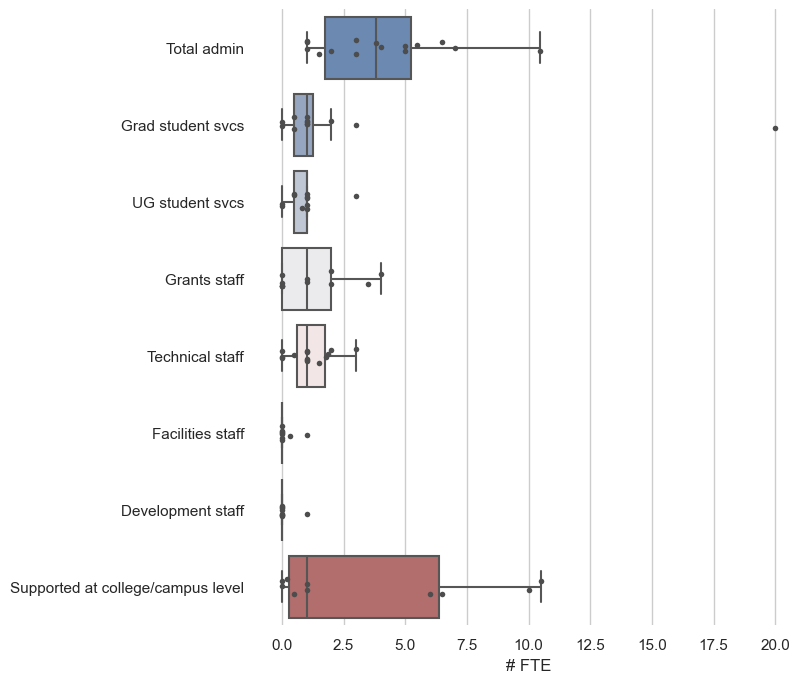 Total admin
Grad student svcs
UG student svcs
Grants staff
Technical staff
Facilities staff
Development staff
Supported at college/campus level
0.0 2.5 5.0 7.5 10.0 12.5 15.0 17.5 20.0
# FTE